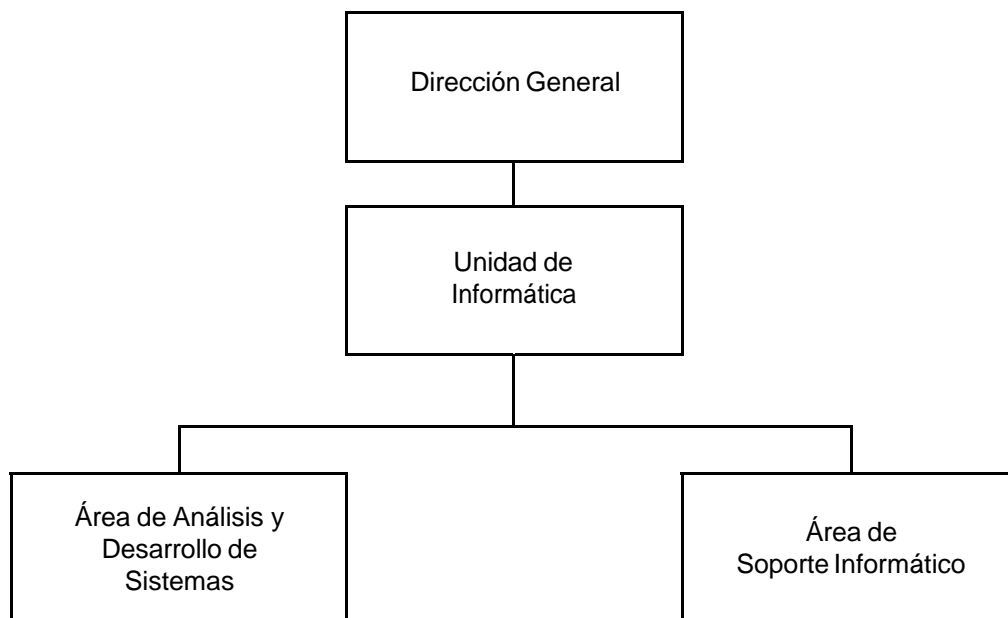 Dirección General
Unidad de
Informática
Área de Análisis y
Desarrollo de
Sistemas
Área de
Soporte Informático